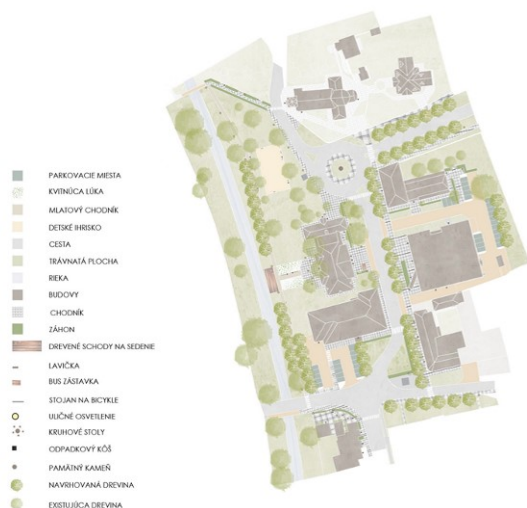 PARKOVACIE MIESTA
KVITNÚCA LÚKA
MLATOVÝ CHODNÍK
DETSKÉ IHRISKO
CESTA
TRÁVNATÁ PLOCHA
RIEKA
BUDOVY
CHODNÍK
ZÁHON
DREVENÉ SCHODY NA SEDENIE
LAVIČKA
BUS ZÁSTAVKA
STOJAN NA BICYKLE
ULIČNÉ OSVETLENIE
KRUHOVÉ STOLY
ODPADKOVÝ KÔŠ
PAMÄTNÝ KAMEŇ
NAVRHOVANÁ DREVINA
EXISTUJÚCA DREVINA